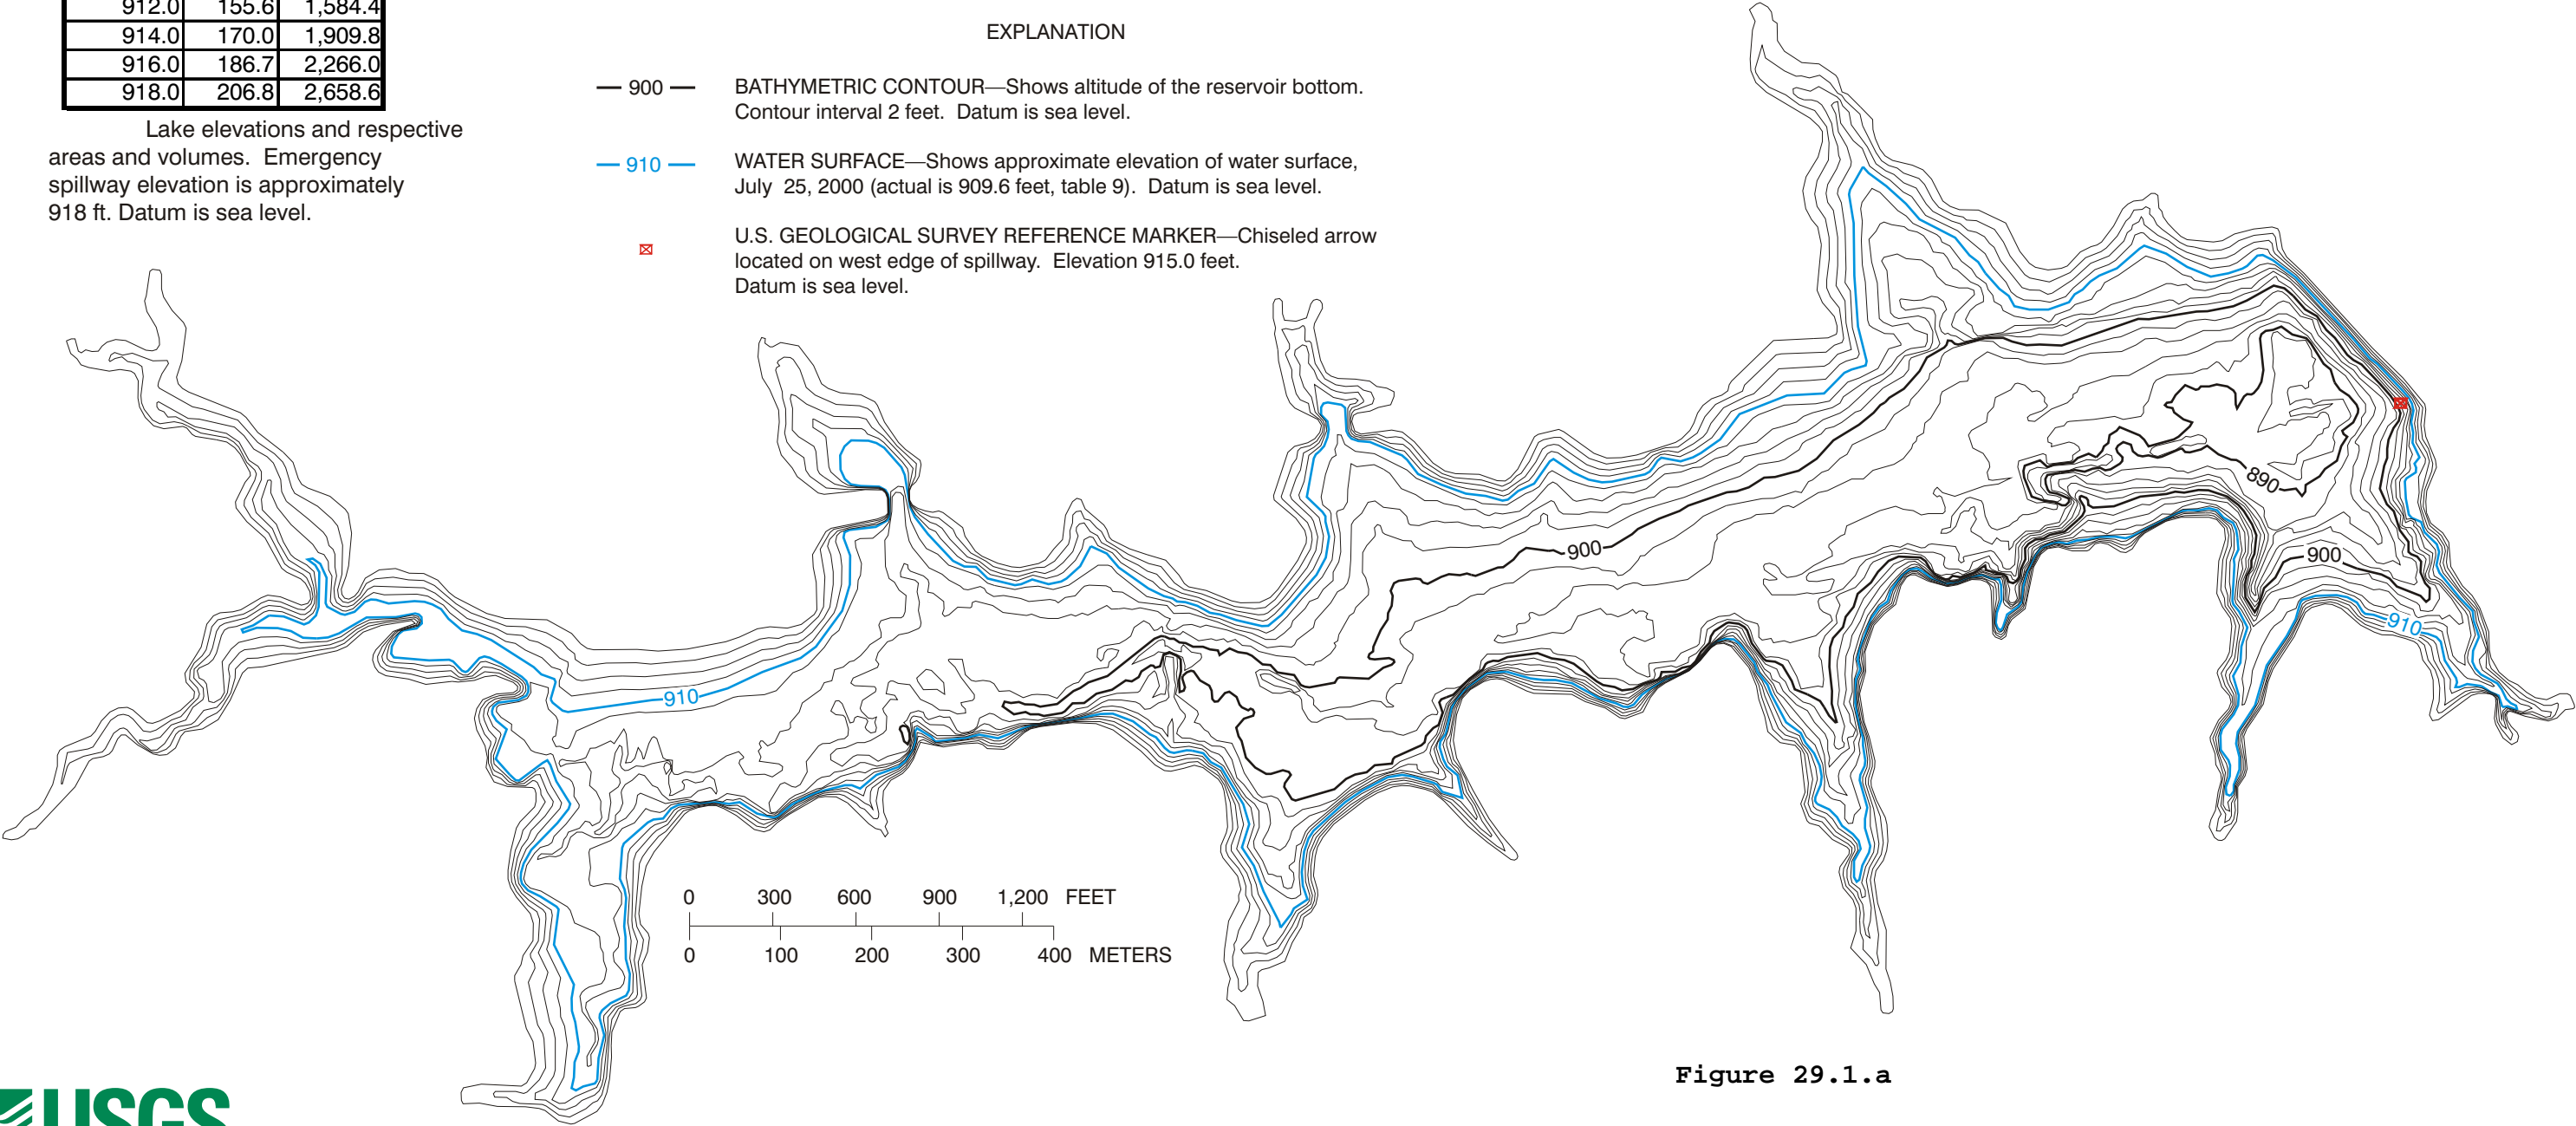 912.0 155.6 1,584.4
914.0 170.0 1,909.8
916.0 186.7 2,266.0
918.0 206.8 2,658.6
Lake elevations and respective
areas and volumes. Emergency
spillway elevation is approximately
918 ft. Datum is sea level.
EXPLANATION
900
BATHYMETRIC CONTOUR—Shows altitude of the reservoir bottom.
Contour interval 2 feet. Datum is sea level.
910
WATER SURFACE—Shows approximate elevation of water surface,
July 25, 2000 (actual is 909.6 feet, table 9). Datum is sea level.
U.S. GEOLOGICAL SURVEY REFERENCE MARKER—Chiseled arrow
located on west edge of spillway. Elevation 915.0 feet.
Datum is sea level.
890
900
900
910
910
0 300 600 900 1,200 FEET
0 100 200 300 400 METERS
Figure 29.1.a
USGS